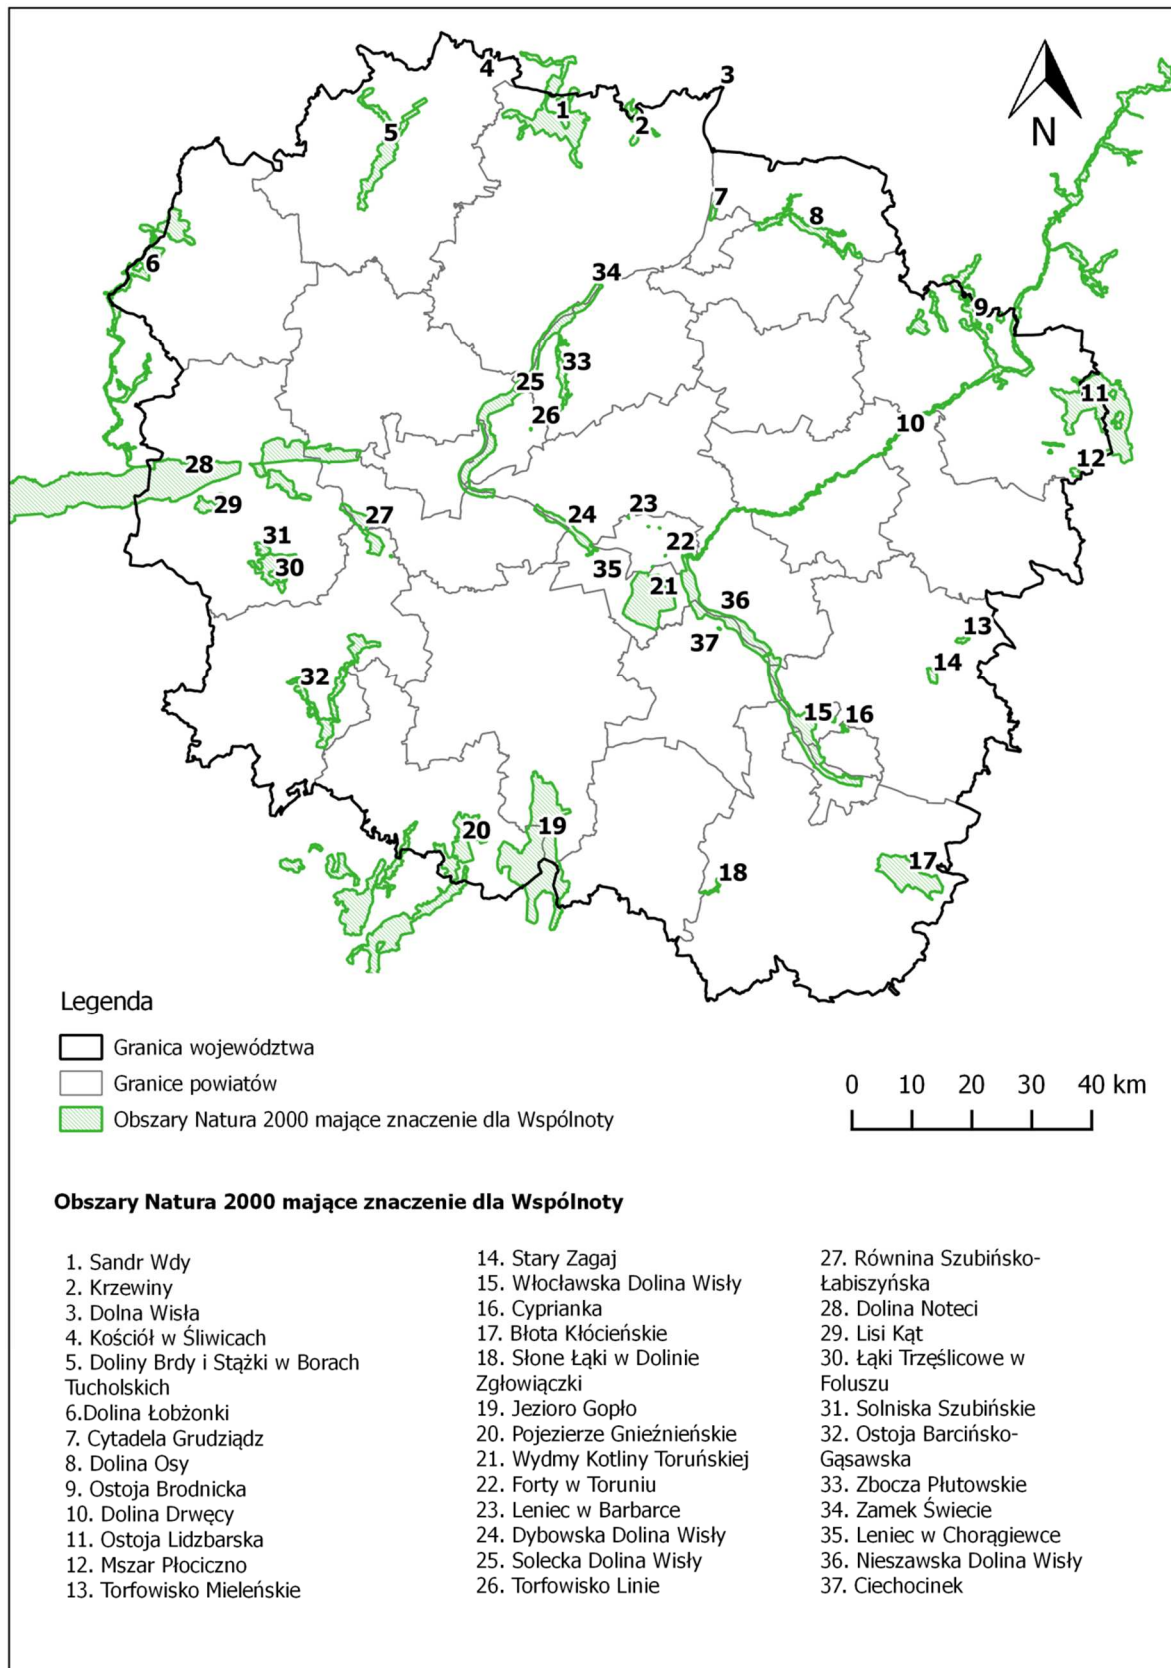 4
3
1
2
5
N
7
8
6
34
9
33
25
11
26
10
12
28
29
23
24
27
31
22
30
35
21
36
13
37
14
32
15
16
20
19
17
18
Legenda
Granica województwa
Granice powiatów
Obszary Natura 2000 mające znaczenie dla Wspólnoty
0 10 20 30 40 km
Obszary Natura 2000 mające znaczenie dla Wspólnoty
1. Sandr Wdy
2. Krzewiny
3. Dolna Wisła
4. Kościół w Śliwicach
5. Doliny Brdy i Stążki w Borach
Tucholskich
6.Dolina Łobżonki
7. Cytadela Grudziądz
8. Dolina Osy
9. Ostoja Brodnicka
10. Dolina Drwęcy
11. Ostoja Lidzbarska
12. Mszar Płociczno
13. Torfowisko Mieleńskie
14. Stary Zagaj
15. Włocławska Dolina Wisły
16. Cyprianka
17. Błota Kłócieńskie
18. Słone Łąki w Dolinie
Zgłowiączki
19. Jezioro Gopło
20. Pojezierze Gnieźnieńskie
21. Wydmy Kotliny Toruńskiej
22. Forty w Toruniu
23. Leniec w Barbarce
24. Dybowska Dolina Wisły
25. Solecka Dolina Wisły
26. Torfowisko Linie
27. Równina Szubińsko-
Łabiszyńska
28. Dolina Noteci
29. Lisi Kąt
30. Łąki Trzęślicowe w
Foluszu
31. Solniska Szubińskie
32. Ostoja Barcińsko-
Gąsawska
33. Zbocza Płutowskie
34. Zamek Świecie
35. Leniec w Chorągiewce
36. Nieszawska Dolina Wisły
37. Ciechocinek